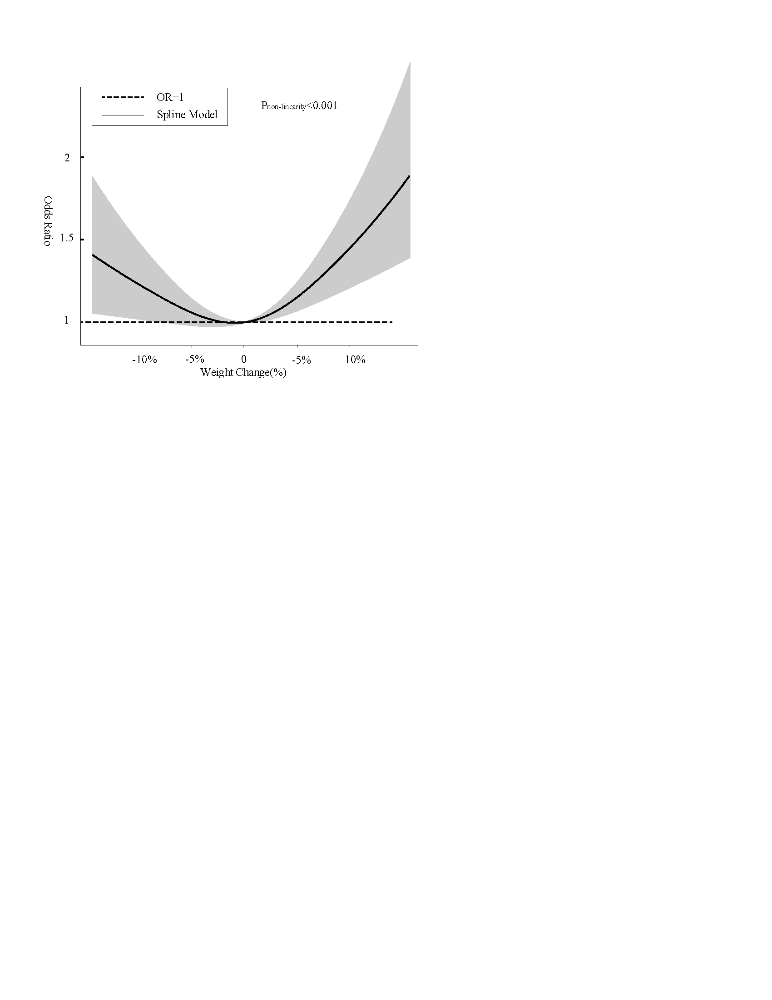 OR=1
Spline Model
Pnon-linearity<0.001
2
1.5
1
Odds Ratio
-10%
-5%
0
-5%
10%
Weight Change(%)